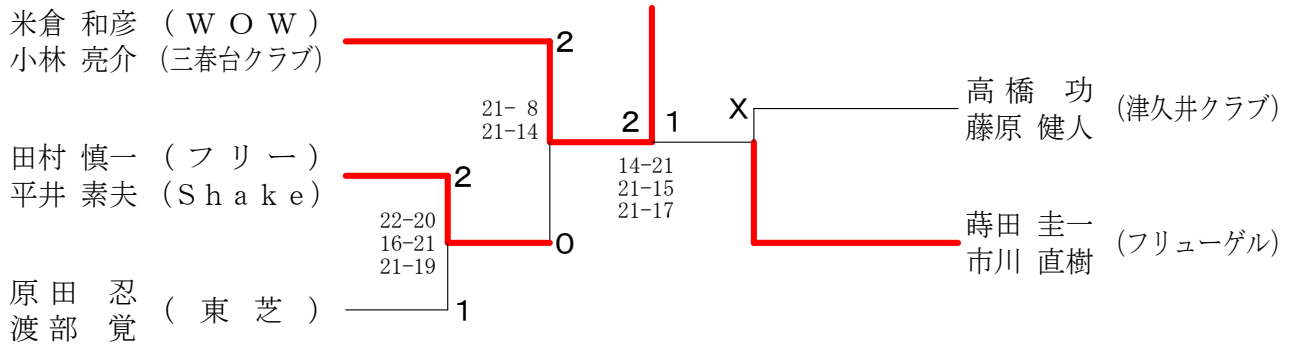 米倉 和彦 (ＷＯＷ)
小林 亮介 (三春台クラブ)
2
21- 8
21-14
田村 慎一 (フリー)
平井 素夫 (Ｓｈａｋｅ)
2
22-20
16-21
21-19
0
原田 忍
渡部 覚
(東芝)
1
2 1
14-21
21-15
21-17
X
高橋 功
藤原 健人
(津久井クラブ)
蒔田 圭一
市川 直樹
(フリューゲル)